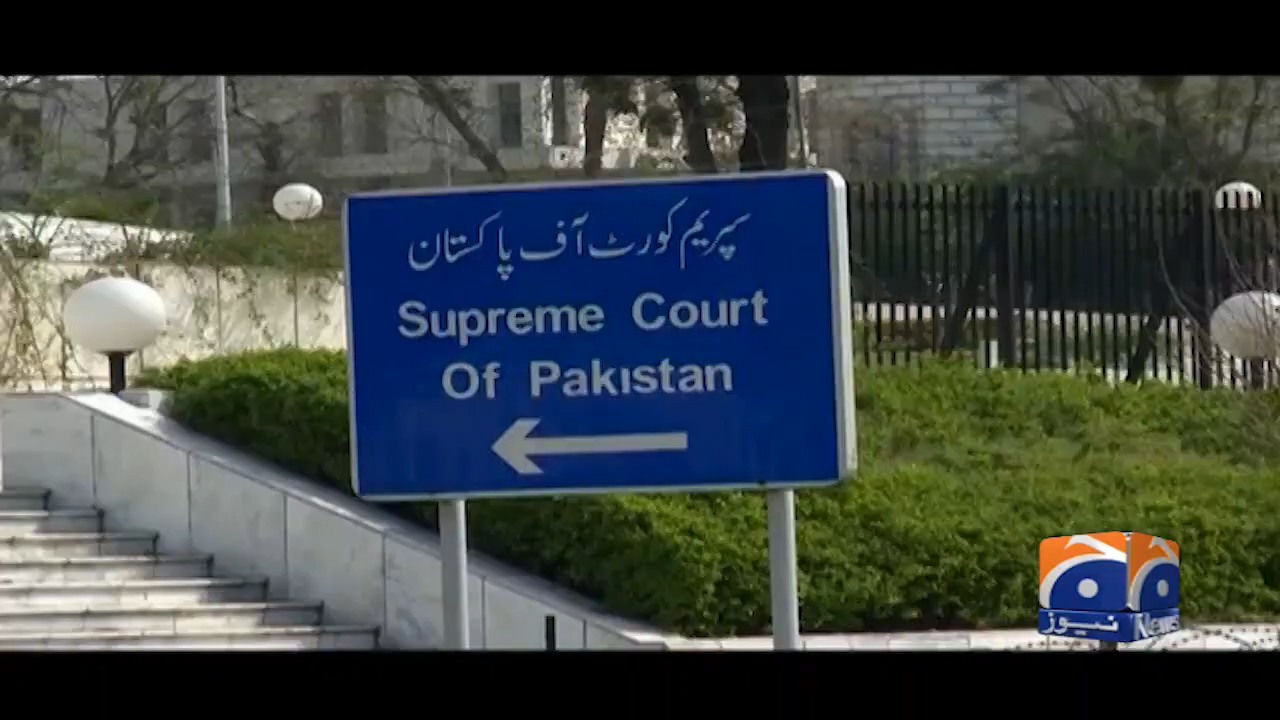 سپریم کورٹ آف پاکستان
Supreme Court
Of Pakistan
نیوز News